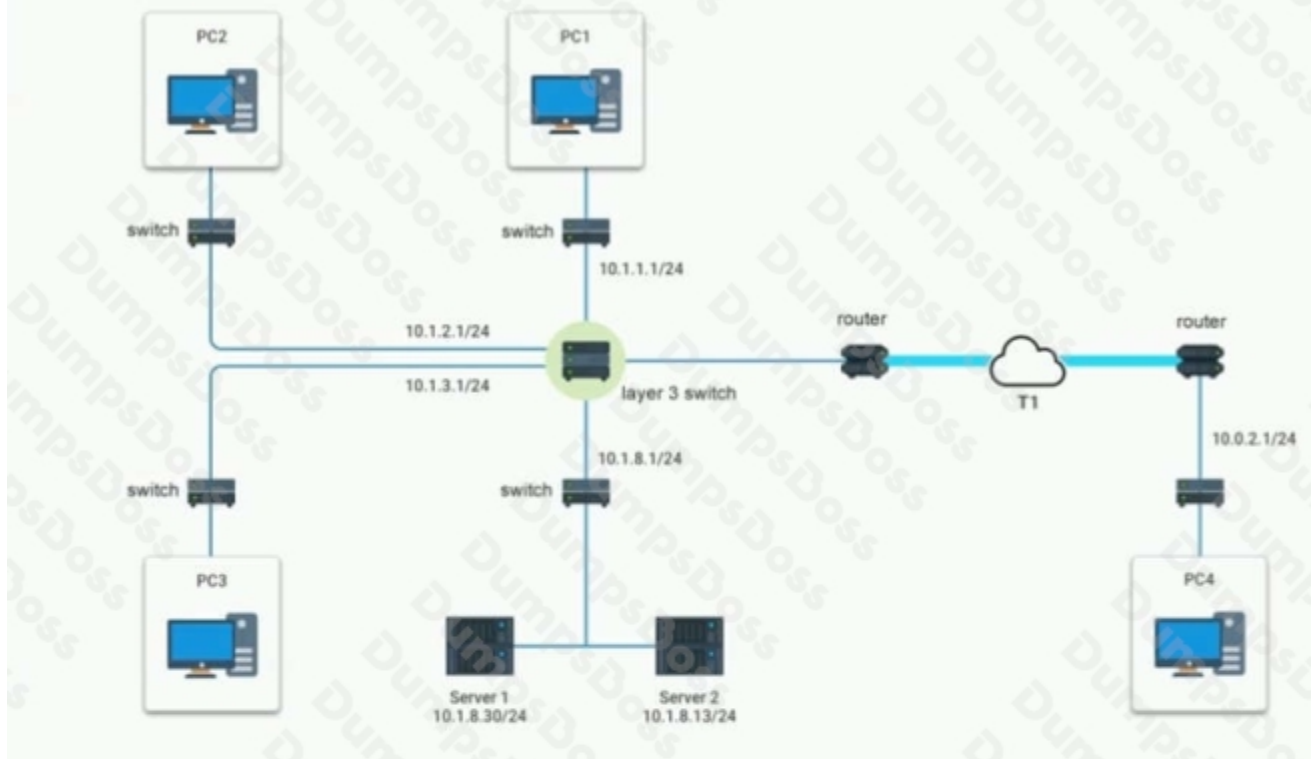 PC2
PC1
switch
switch
10.1.1.1/24
10.1.2.1/24
router
router
10.1.3.1/24
layer 3 switch
T1
10.1.8.1/24
10.0.2.1/24
switch
switch
PC3
PC4
Server 1
10.1.8.30/24
Server 2
10.1.8.13/24
DumpsDoss